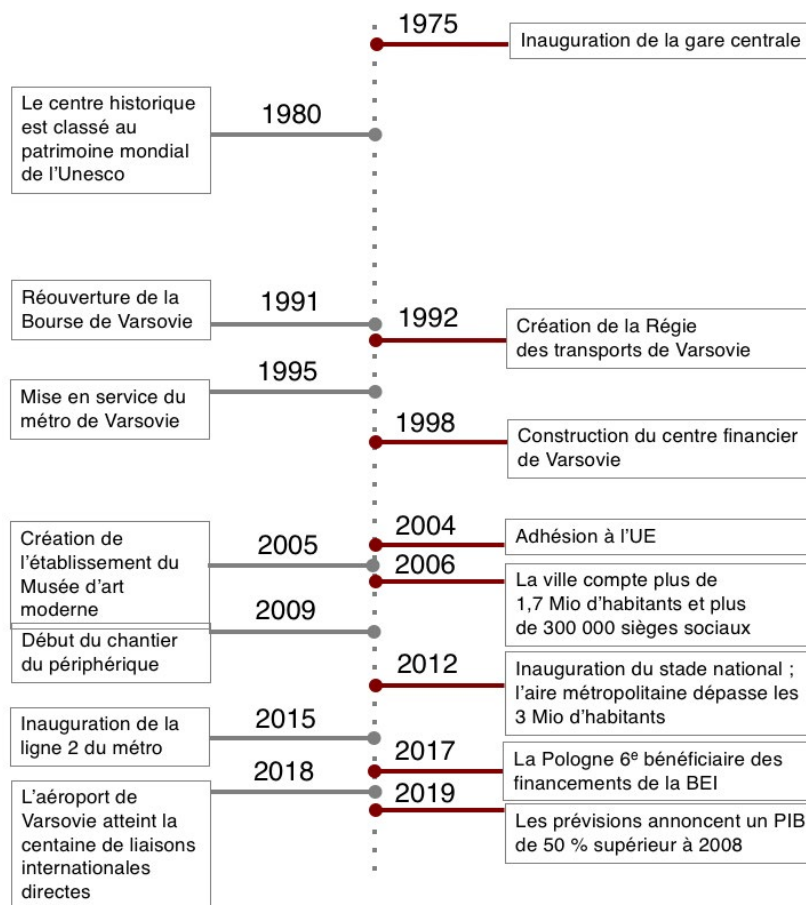 1975
Inauguration de la gare centrale
1980
Le centre historique
est classé au
patrimoine mondial
de l’Unesco
1991
Réouverture de la
Bourse de Varsovie
1992
Création de la Régie
des transports de Varsovie
1995
Mise en service du
métro de Varsovie
1998
Construction du centre financier
de Varsovie
2004
Adhésion à l’UE
2005
Création de
l’établissement du
Musée d’art
moderne
2006
La ville compte plus de
1,7 Mio d’habitants et plus
de 300 000 sièges sociaux
2009
Début du chantier
du périphérique
2012
Inauguration du stade national ;
l’aire métropolitaine dépasse les
3 Mio d’habitants
2015
Inauguration de la
ligne 2 du métro
2017
La Pologne 6e bénéficiaire des
financements de la BEI
2018
L’aéroport de
Varsovie atteint la
centaine de liaisons
internationales
directes
2019
Les prévisions annoncent un PIB
de 50 % supérieur à 2008